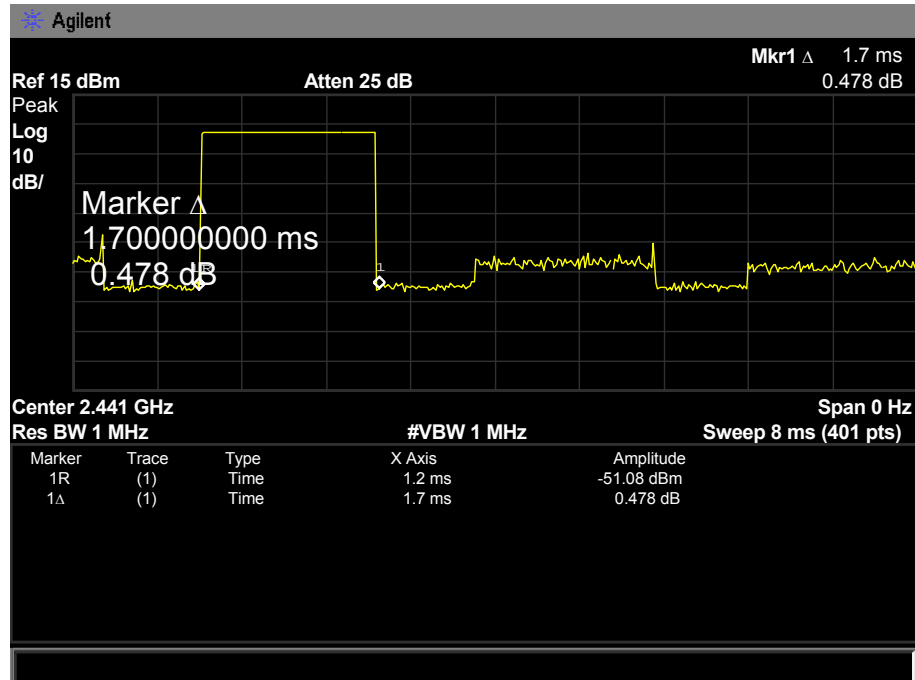 Agilent
Mkr1 Δ 1.7 ms
Ref 15 dBm Atten 25 dB 0.478 dB
Peak
Log
10
dB/
Marker Δ
1.700000000 ms
0.478 dB
1R
1
Center 2.441 GHz Span 0 Hz
Res BW 1 MHz #VBW 1 MHz Sweep 8 ms (401 pts)
Marker Trace Type X Axis Amplitude
1R (1) Time 1.2 ms -51.08 dBm
1Δ (1) Time 1.7 ms 0.478 dB